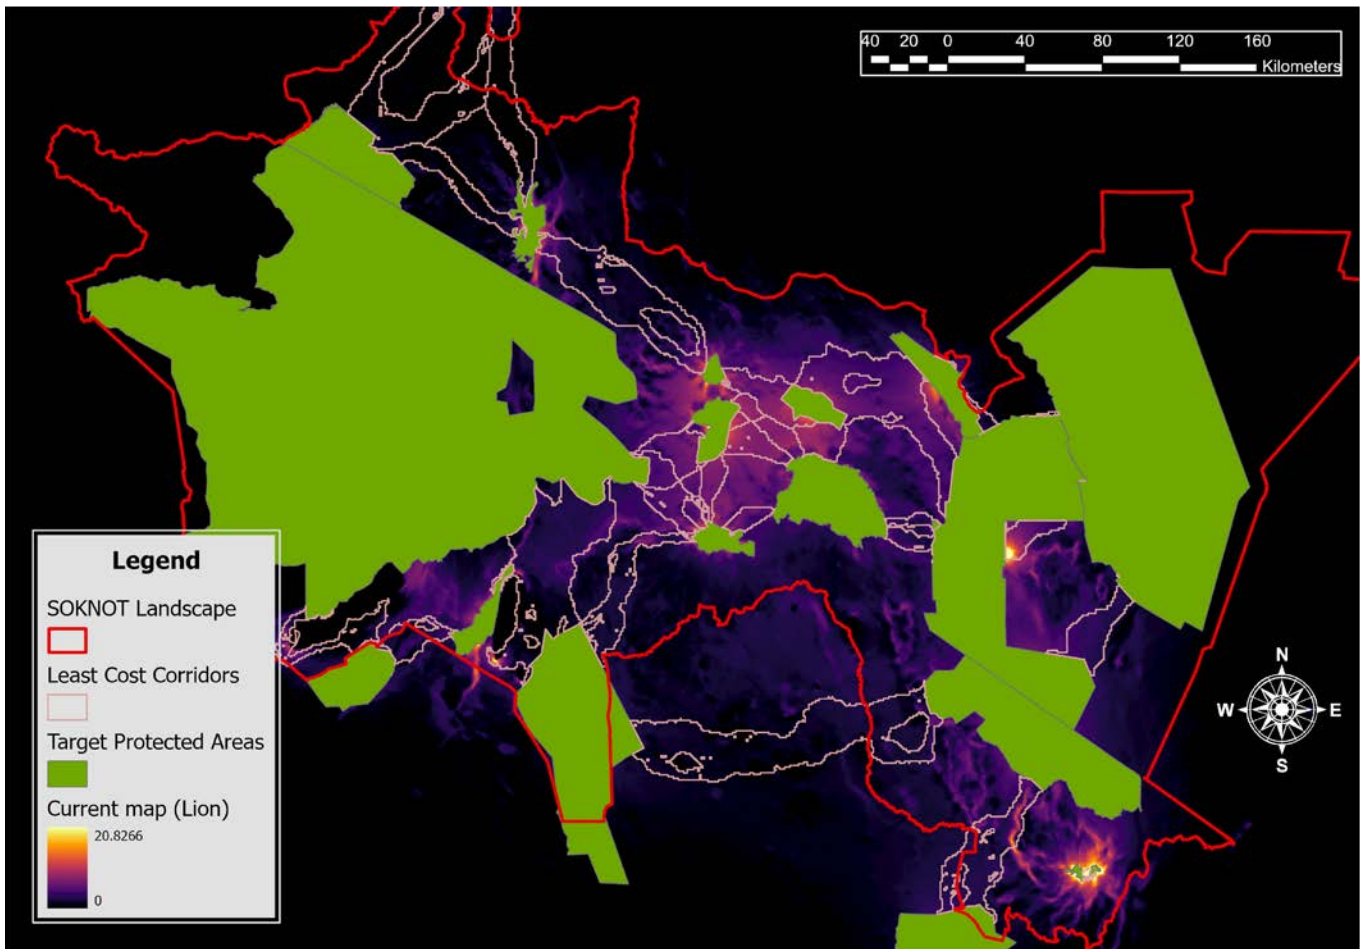 40 20 0 40 80 120 160
Kilometers
Legend
SOKNOT Landscape
Least Cost Corridors
Target Protected Areas
Current map (Lion)
20.8266
0
N
W E
S